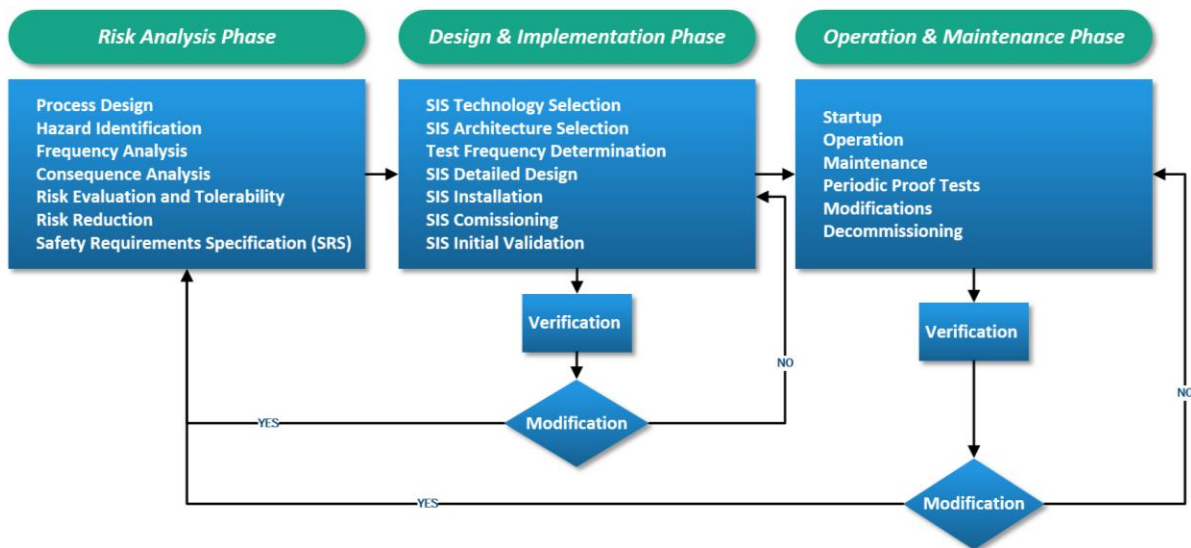 Risk Analysis Phase
Process Design
Hazard Identification
Frequency Analysis
Consequence Analysis
Risk Evaluation and Tolerability
Risk Reduction
Safety Requirements Specification (SRS)
Design & Implementation Phase
SIS Technology Selection
SIS Architecture Selection
Test Frequency Determination
SIS Detailed Design
SIS Installation
SIS Comissioning
SIS Initial Validation
Verification
Modification
YES
NO
Operation & Maintenance Phase
Startup
Operation
Maintenance
Periodic Proof Tests
Modifications
Decommissioning
Verification
Modification
YES
NO